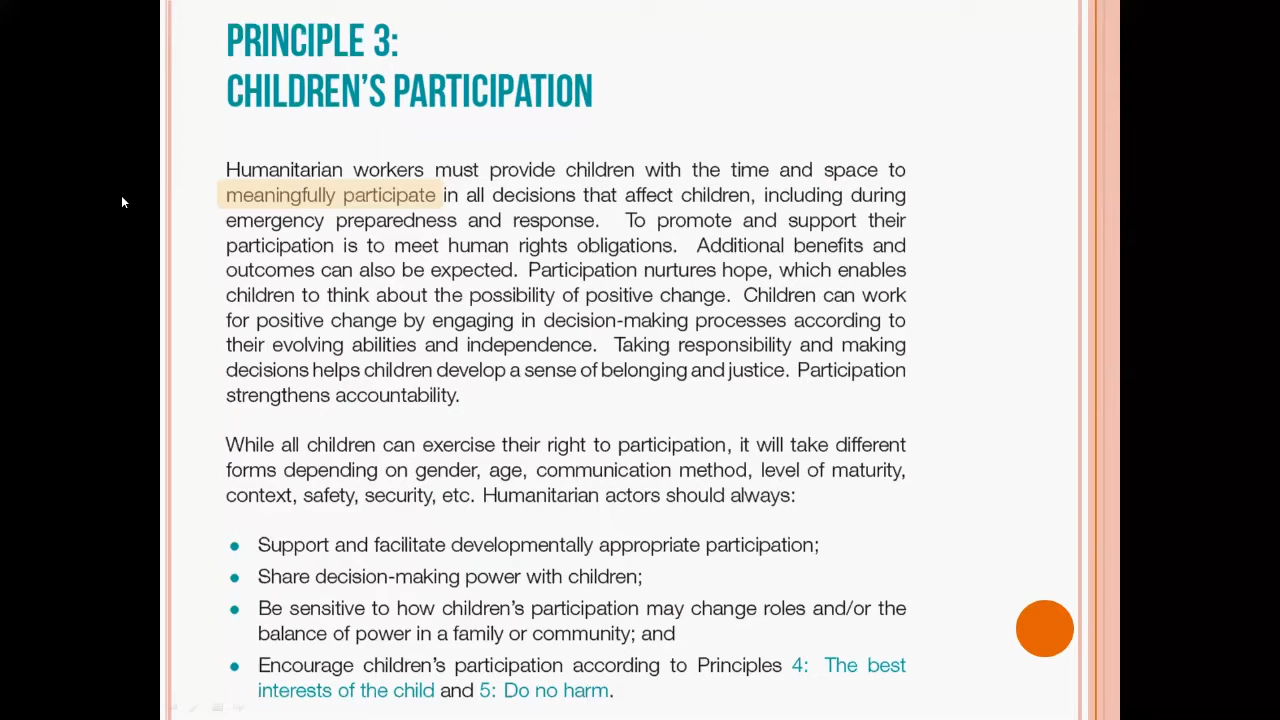 PRINCIPLE 3:
CHILDREN'S PARTICIPATION
Humanitarian workers must provide children with the time and space to
meaningfully participate in all decisions that affect children, including during
emergency preparedness and response. To promote and support their
participation is to meet human rights obligations. Additional benefits and
outcomes can also be expected. Participation nurtures hope, which enables
children to think about the possibility of positive change. Children can work
for positive change by engaging in decision-making processes according to
their evolving abilities and independence. Taking responsibility and making
decisions helps children develop a sense of belonging and justice. Participation
strengthens accountability.
While all children can exercise their right to participation, it will take different
forms depending on gender, age, communication method, level of maturity,
context, safety, security, etc. Humanitarian actors should always:
• Support and facilitate developmentally appropriate participation;
• Share decision-making power with children;
• Be sensitive to how children's participation may change roles and/or the
balance of power in a family or community; and
• Encourage children's participation according to Principles 4: The best
interests of the child and 5: Do no harm.